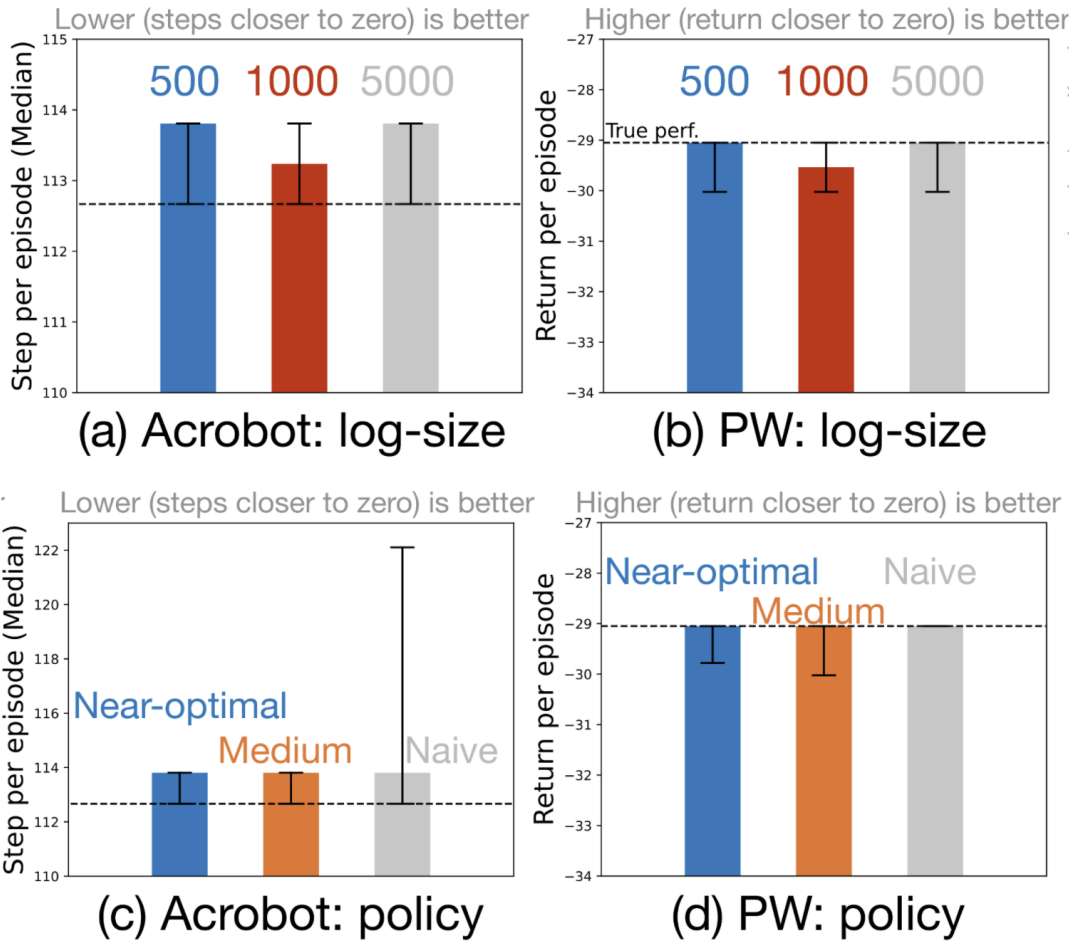 Lower (steps closer to zero) is better
Step per episode (Median)
115
114
113
112
111
110
500 1000 5000
(a) Acrobot: log-size
Higher (return closer to zero) is better
Return per episode
−27
−28
−29
−30
−31
−32
−33
−34
500 1000 5000
True perf.
(b) PW: log-size
Lower (steps closer to zero) is better
Step per episode (Median)
122
120
118
116
114
112
110
Near-optimal
Medium
Naive
(c) Acrobot: policy
Higher (return closer to zero) is better
Return per episode
−27
−28
−29
−30
−31
−32
−33
−34
Near-optimal
Naive
Medium
(d) PW: policy